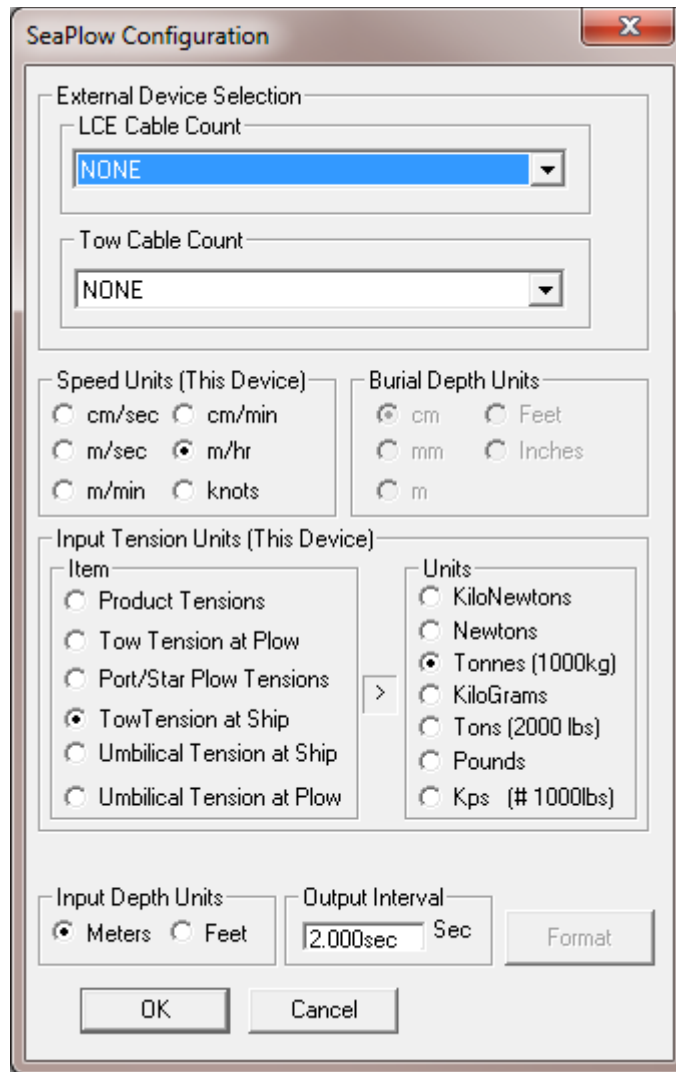 SeaPlow Configuration
External Device Selection
LCE Cable Count
NONE
Tow Cable Count
NONE
Speed Units (This Device)
cm/sec cm/min
m/sec m/hr
m/min knots
Burial Depth Units
cm Feet
mm Inches
m
Input Tension Units (This Device)
Item
Product Tensions
Tow Tension at Plow
Port/Star Plow Tensions
TowTension at Ship
Umbilical Tension at Ship
Umbilical Tension at Plow
>
Units
KiloNewtons
Newtons
Tonnes (1000kg)
KiloGrams
Tons (2000 lbs)
Pounds
Kps (# 1000lbs)
Input Depth Units
Meters Feet
Output Interval
2.000sec Sec
Format
OK Cancel